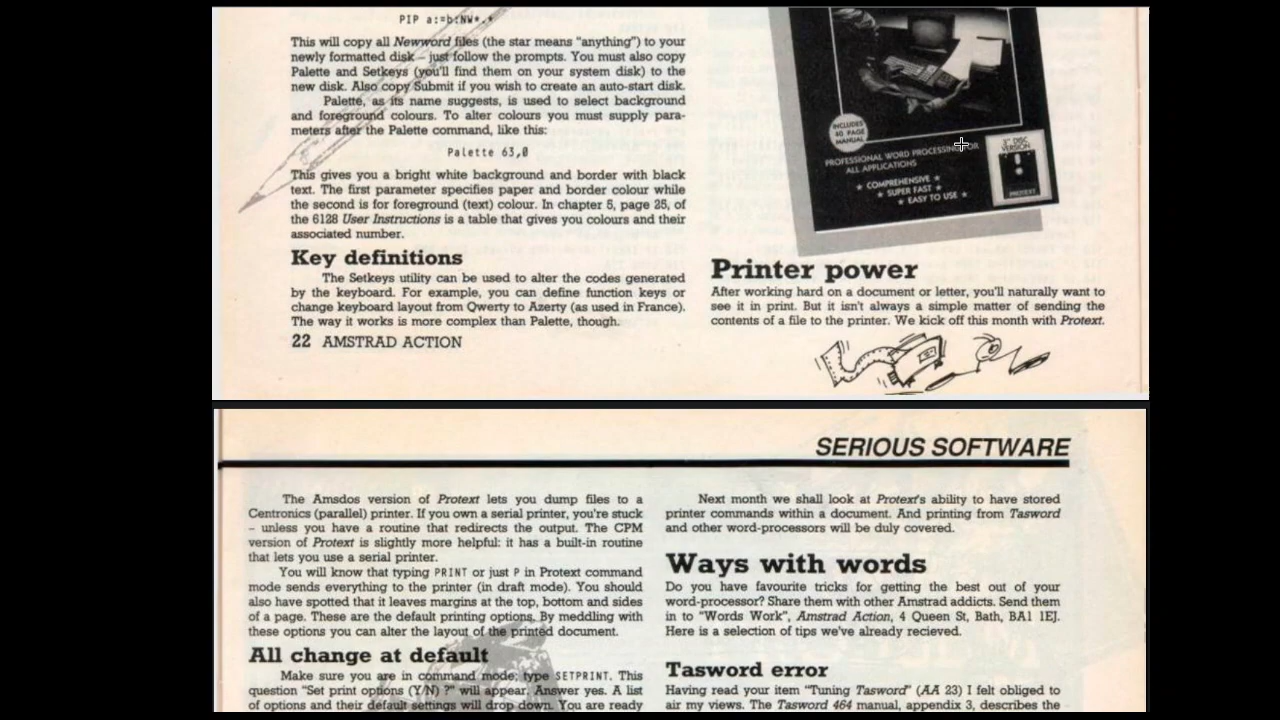 PIP a:=b:NW*.*
This will copy all Newword files (the star means "anything") to your
newly formatted disk – just follow the prompts. You must also copy
Palette and Setkeys (you'll find them on your system disk) to the
new disk. Also copy Submit if you wish to create an auto-start disk.
Palette, as its name suggests, is used to select background
and foreground colours. To alter colours you must supply para-
meters after the Palette command, like this:
Palette 63,0
This gives you a bright white background and border with black
text. The first parameter specifies paper and border colour while
the second is for foreground (text) colour. In chapter 5, page 25, of
the 6128 User Instructions is a table that gives you colours and their
associated number.
Key definitions
The Setkeys utility can be used to alter the codes generated
by the keyboard. For example, you can define function keys or
change keyboard layout from Qwerty to Azerty (as used in France).
The way it works is more complex than Palette, though.
22 AMSTRAD ACTION
INCLUDES
40 PAGE
MANUAL
PROFESSIONAL WORD PROCESSING FOR
ALL APPLICATIONS
★ COMPREHENSIVE ★
★ SUPER FAST ★
★ EASY TO USE ★
3" DISC
VERSION
PROTEXT
Printer power
After working hard on a document or letter, you'll naturally want to
see it in print. But it isn't always a simple matter of sending the
contents of a file to the printer. We kick off this month with Protext.
SERIOUS SOFTWARE
The Amsdos version of Protext lets you dump files to a
Centronics (parallel) printer. If you own a serial printer, you're stuck
– unless you have a routine that redirects the output. The CPM
version of Protext is slightly more helpful: it has a built-in routine
that lets you use a serial printer.
You will know that typing PRINT or just P in Protext command
mode sends everything to the printer (in draft mode). You should
also have spotted that it leaves margins at the top, bottom and sides
of a page. These are the default printing options. By meddling with
these options you can alter the layout of the printed document.
All change at default
Make sure you are in command mode; type SETPRINT. This
question "Set print options (Y/N) ?" will appear. Answer yes. A list
of options and their default settings will drop down. You are ready
Next month we shall look at Protext's ability to have stored
printer commands within a document. And printing from Tasword
and other word-processors will be duly covered.
Ways with words
Do you have favourite tricks for getting the best out of your
word-processor? Share them with other Amstrad addicts. Send them
in to "Words Work", Amstrad Action, 4 Queen St, Bath, BA1 1EJ.
Here is a selection of tips we've already recieved.
Tasword error
Having read your item "Tuning Tasword" (AA 23) I felt obliged to
air my views. The Tasword 464 manual, appendix 3, describes the